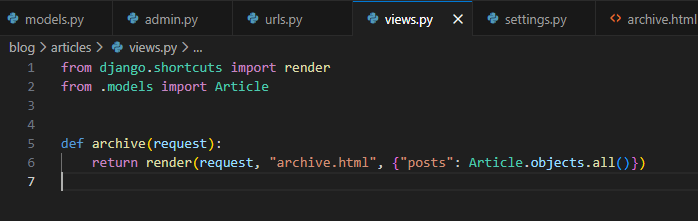 models.py admin.py urls.py views.py × settings.py <> archive.html
blog > articles > views.py > ...
1 from django.shortcuts import render
2 from .models import Article
3
4
5 def archive(request):
6     return render(request, "archive.html", {"posts": Article.objects.all()})
7